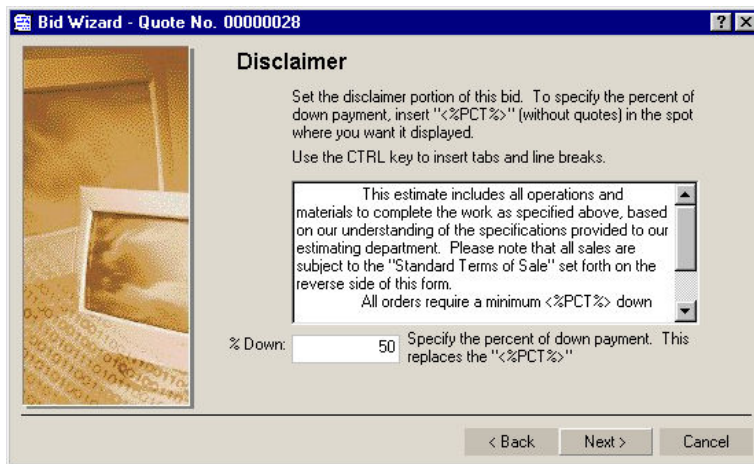 Bid Wizard - Quote No. 00000028
Disclaimer
Set the disclaimer portion of this bid. To specify the percent of
down payment, insert "<%PCT%>" (without quotes) in the spot
where you want it displayed.
Use the CTRL key to insert tabs and line breaks.
This estimate includes all operations and
materials to complete the work as specified above, based
on our understanding of the specifications provided to our
estimating department. Please note that all sales are
subject to the "Standard Terms of Sale" set forth on the
reverse side of this form.
All orders require a minimum <%PCT%> down
% Down: 50 Specify the percent of down payment. This
replaces the "<%PCT%>"
< Back Next > Cancel